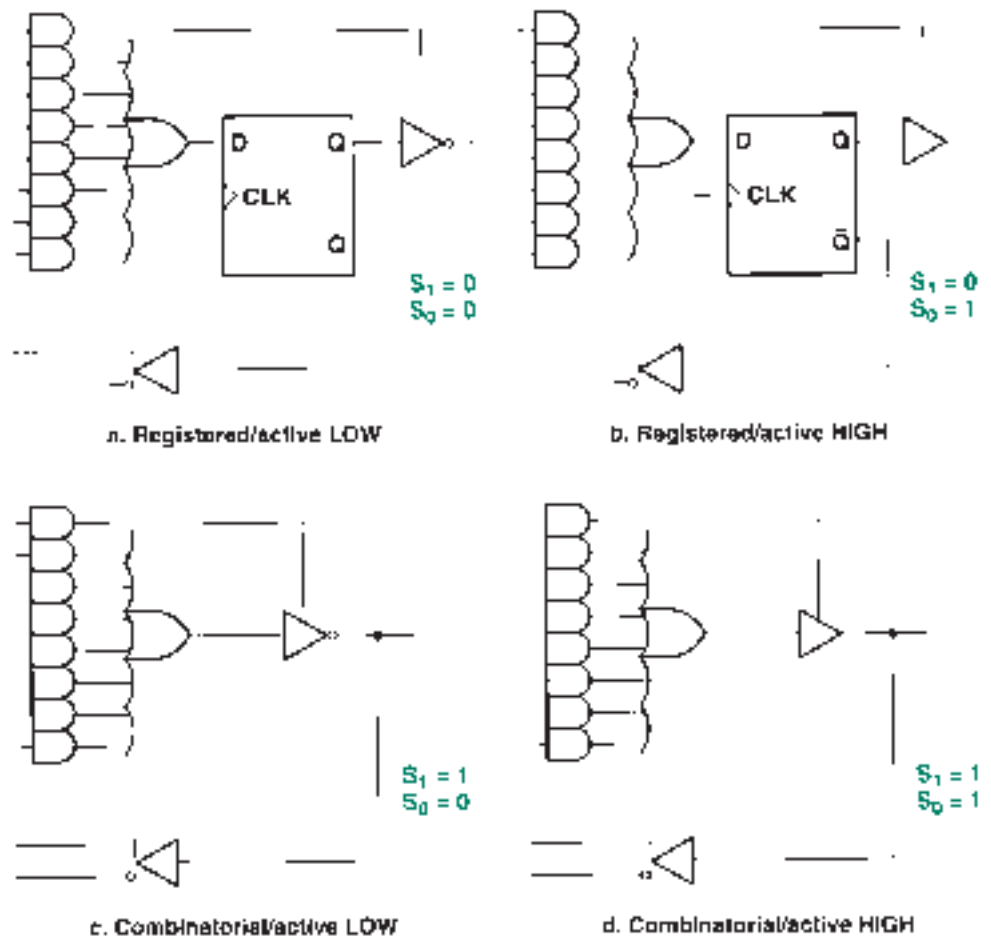 D Q
CLK
Q
S1 = 0
S0 = 0
a. Registered/active LOW
D Q
CLK
Q̅
S1 = 0
S0 = 1
b. Registered/active HIGH
S1 = 1
S0 = 0
c. Combinatorial/active LOW
S1 = 1
S0 = 1
d. Combinatorial/active HIGH